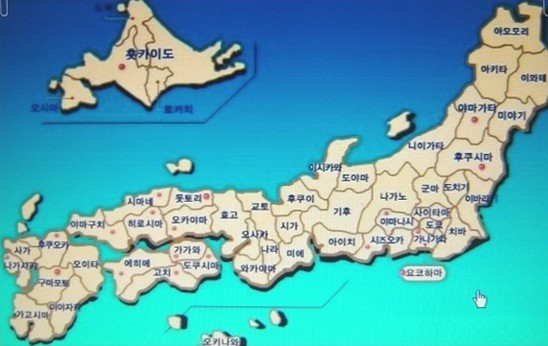 훗카이도
오시마
토카치
아오모리
아키타
이와테
야마가타
미야기
니이가타
후쿠시마
이시카와
도야마
군마
도치기
이바라
나가노
후쿠이
기후
야마나시
사이타마
도쿄
치바
가나가와
시즈오카
아이치
요코하마
시마네
돗토리
교토
효고
시가
오사카
나라
미에
와카야마
야마구치
히로시마
오카야마
가가와
에히메
고치
도쿠시마
사가
후쿠오카
나가사키
오이타
구마모토
미야자키
가고시마
오키나와